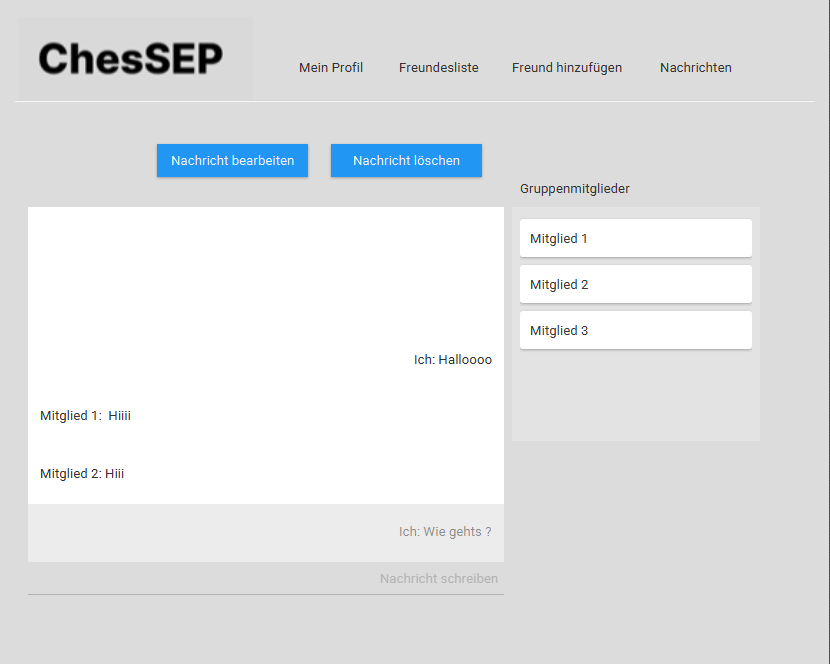 ChesSEP
Mein Profil
Freundesliste
Freund hinzufügen
Nachrichten
Nachricht bearbeiten
Nachricht löschen
Gruppenmitglieder
Mitglied 1
Mitglied 2
Mitglied 3
Ich: Halloooo
Mitglied 1:  Hiiii
Mitglied 2: Hiii
Ich: Wie gehts ?
Nachricht schreiben